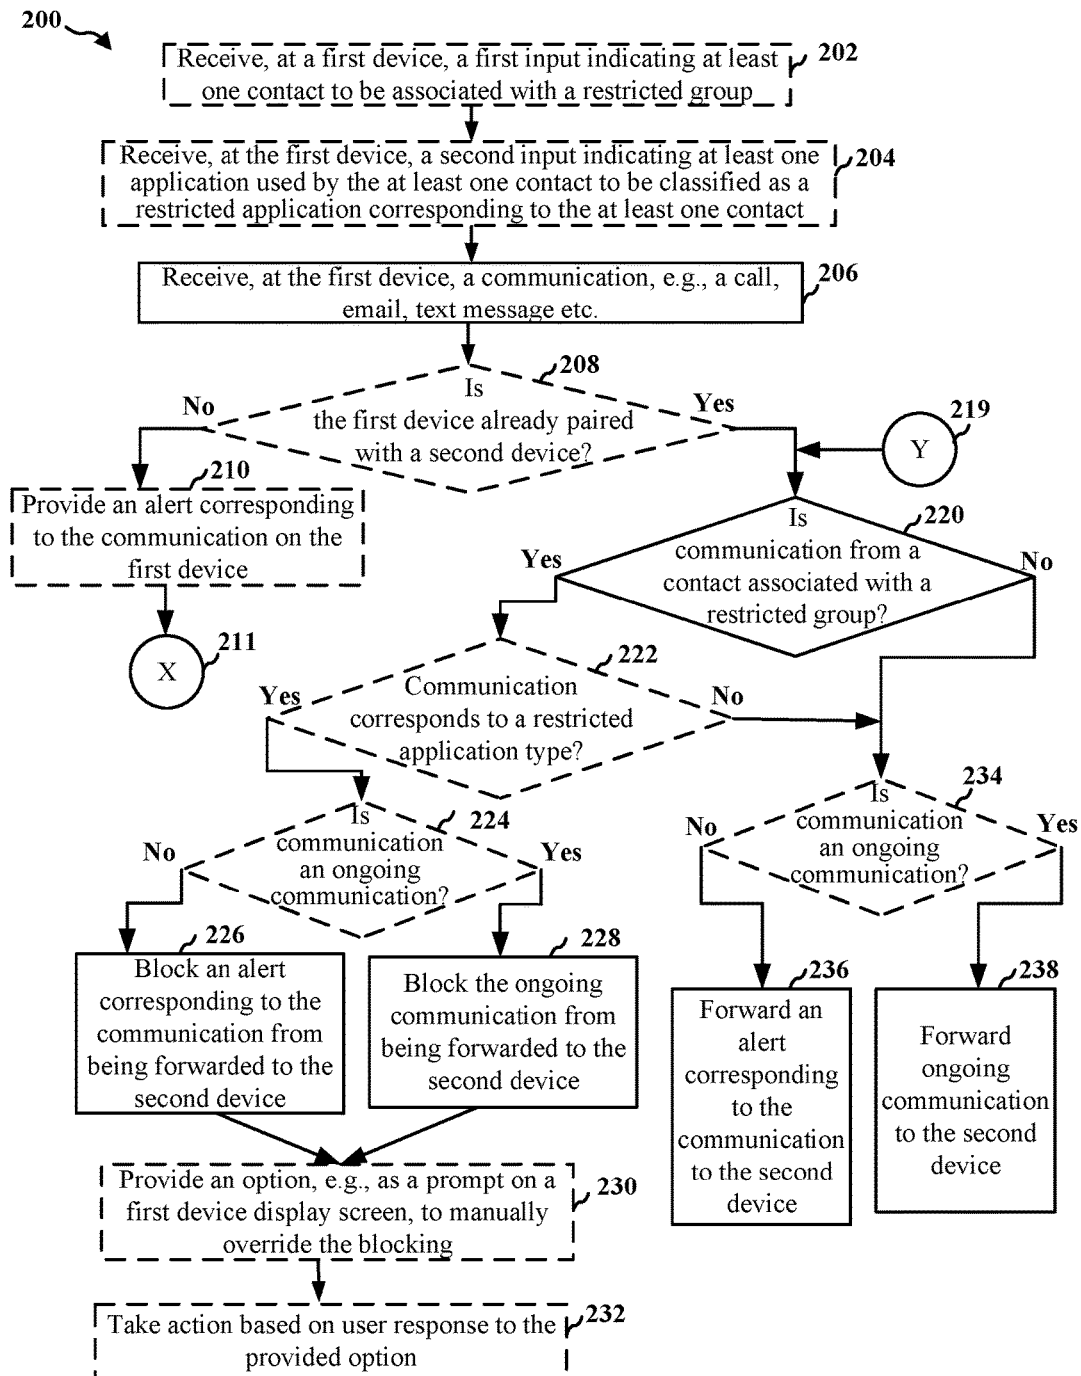 200
Receive, at a first device, a first input indicating at least
one contact to be associated with a restricted group
202
Receive, at the first device, a second input indicating at least one
application used by the at least one contact to be classified as a
restricted application corresponding to the at least one contact
204
Receive, at the first device, a communication, e.g., a call,
email, text message etc.
206
208
Is
the first device already paired
with a second device?
No
Yes
219
Y
210
Provide an alert corresponding
to the communication on the
first device
X
211
220
Is
communication from a
contact associated with a
restricted group?
Yes
No
222
Communication
corresponds to a restricted
application type?
Yes
No
224
Is
communication
an ongoing
communication?
No
Yes
234
Is
communication
an ongoing
communication?
No
Yes
226
Block an alert
corresponding to the
communication from
being forwarded to the
second device
228
Block the ongoing
communication from
being forwarded to the
second device
236
Forward an
alert
corresponding
to the
communication
to the second
device
238
Forward
ongoing
communication
to the second
device
Provide an option, e.g., as a prompt on a
first device display screen, to manually
override the blocking
230
Take action based on user response to the
provided option
232